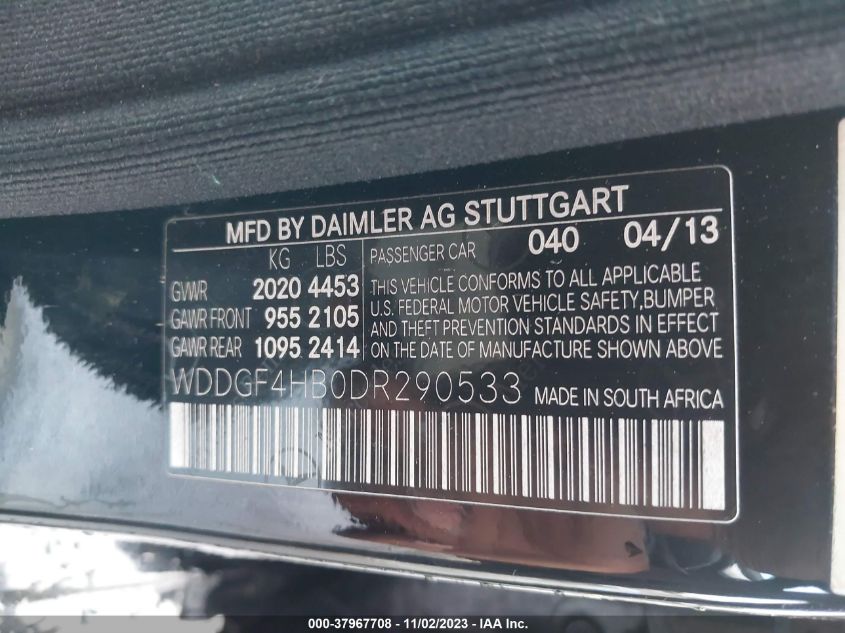 MFD BY DAIMLER AG STUTTGART
KG LBS PASSENGER CAR 040 04/13
GVWR 2020 4453 THIS VEHICLE CONFORMS TO ALL APPLICABLE
U.S. FEDERAL MOTOR VEHICLE SAFETY,BUMPER
GAWR FRONT 955 2105 AND THEFT PREVENTION STANDARDS IN EFFECT
GAWR REAR 1095 2414 ON THE DATE OF MANUFACTURE SHOWN ABOVE
WDDGF4HB0DR290533 MADE IN SOUTH AFRICA
000-37967708 - 11/02/2023 - IAA Inc.